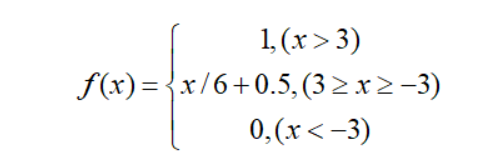 1,(x > 3)
f(x) = { x / 6 + 0.5, (3 ≥ x ≥ −3)
0,(x < −3)